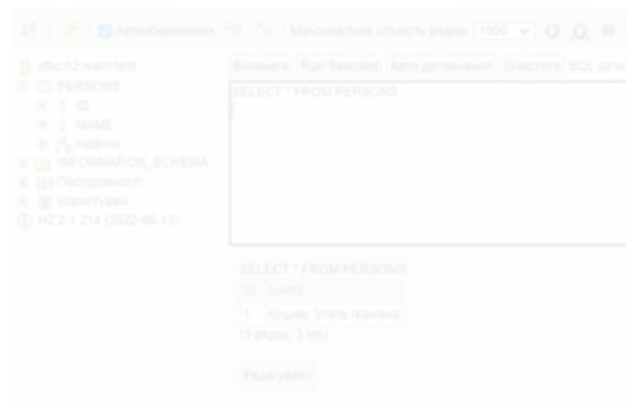 Автозбереження Максимальна кількість рядків: 1000
jdbc:h2:mem:test
PERSONS
ID
NAME
Індекси
INFORMATION_SCHEMA
Послідовності
Користувачі
H2 2.1.214 (2022-06-13)
Виконати Run Selected Авто доповнення Очистити SQL запит
SELECT * FROM PERSONS
SELECT * FROM PERSONS;
ID NAME
1 Злата Іванівна
(1 рядок, 3 ms)
Редагувати